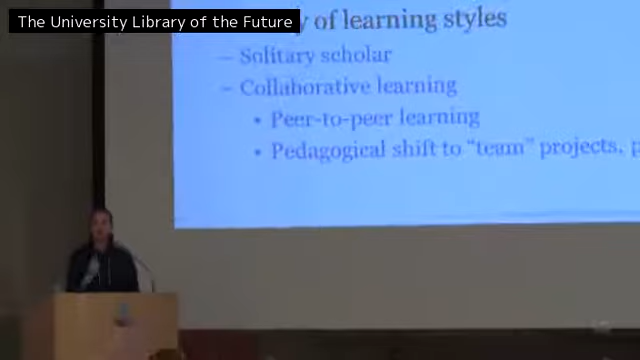 The University Library of the Future
of learning styles
– Solitary scholar
– Collaborative learning
• Peer-to-peer learning
• Pedagogical shift to “team” projects,